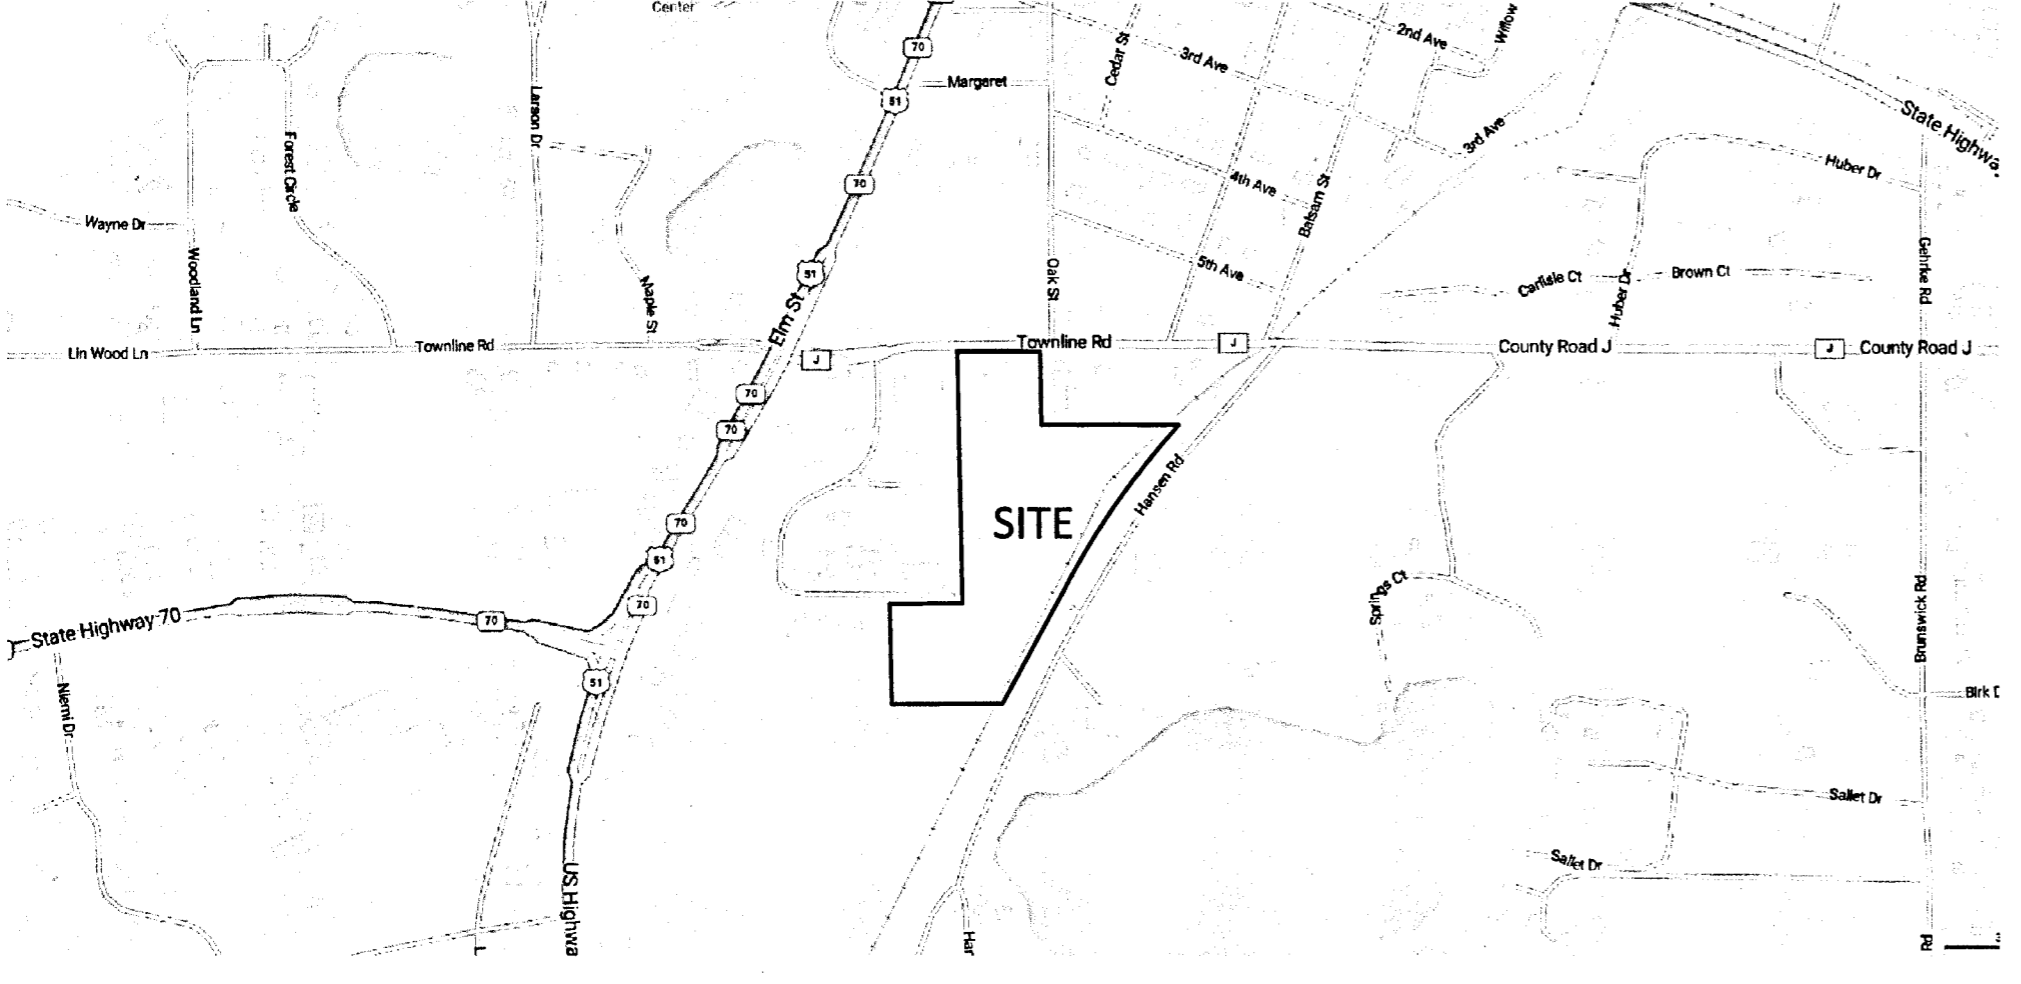 Center
70
2nd Ave
Willow
Cedar St
3rd Ave
Margaret
51
Larson Dr
State Highwa
3rd Ave
Forest Circle
Huber Dr
70
4th Ave
Balsam St
Wayne Dr
Woodland Ln
Oak St
5th Ave
Gehrke Rd
51
Maple St
Carlisle Ct
Huber Dr
Brown Ct
Elm St
Lin Wood Ln
Townline Rd
J
Townline Rd
J
County Road J
J
County Road J
70
70
Hansen Rd
SITE
70
51
70
Springs Ct
Brunswick Rd
State Highway 70
70
51
Niemi Dr
Birk D
Sallet Dr
Sallet Dr
US Highwa
L
Har
Rd